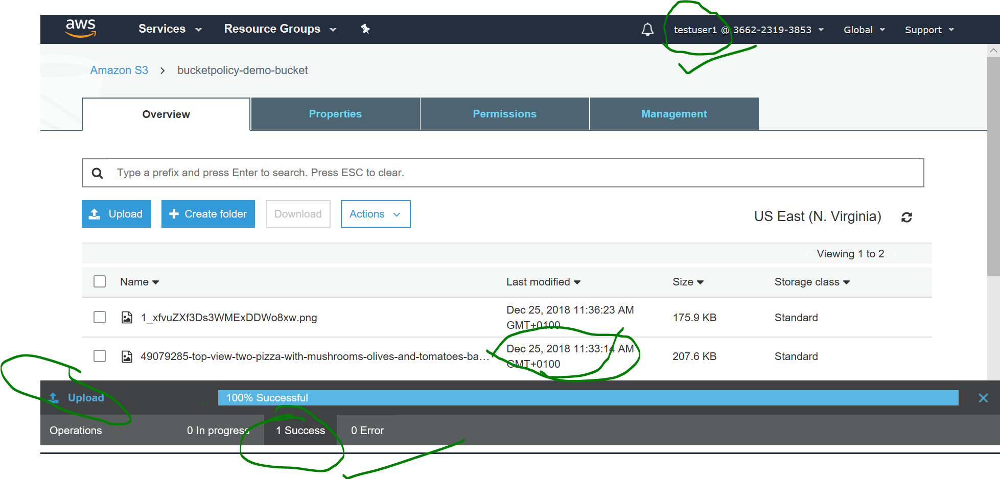 aws Services Resource Groups testuser1 @ 3662-2319-3853 Global Support
Amazon S3 > bucketpolicy-demo-bucket
Overview Properties Permissions Management
Type a prefix and press Enter to search. Press ESC to clear.
Upload Create folder Download Actions US East (N. Virginia)
Viewing 1 to 2
Name Last modified Size Storage class
1_xfvuZXf3Ds3WMExDDWo8xw.png Dec 25, 2018 11:36:23 AM 175.9 KB Standard
GMT+0100
49079285-top-view-two-pizza-with-mushrooms-olives-and-tomatoes-ba… Dec 25, 2018 11:33:14 AM 207.6 KB Standard
GMT+0100
Upload 100% Successful
Operations 0 In progress 1 Success 0 Error